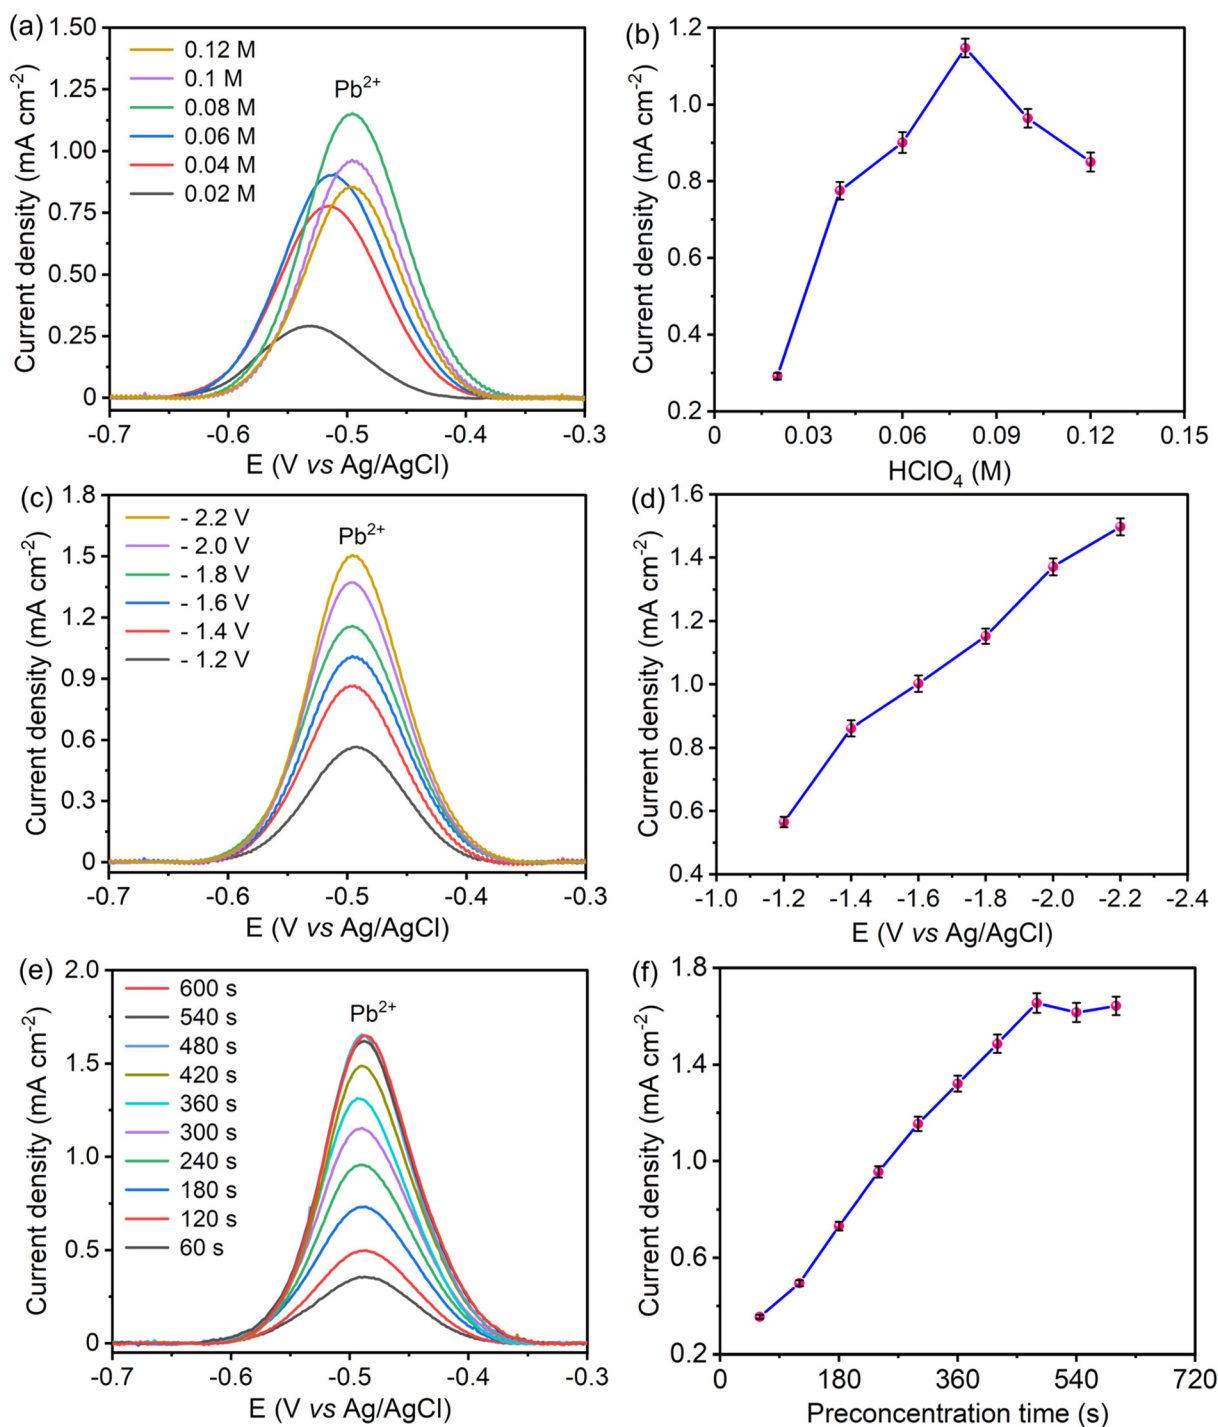 (a)
1.50
1.25
1.00
0.75
0.50
0.25
0
Current density (mA cm⁻²)
0.12 M
0.1 M
0.08 M
0.06 M
0.04 M
0.02 M
Pb²⁺
-0.7 -0.6 -0.5 -0.4 -0.3
E (V vs Ag/AgCl)
(b)
1.2
1.0
0.8
0.6
0.4
0.2
Current density (mA cm⁻²)
0 0.03 0.06 0.09 0.12 0.15
HClO₄ (M)
(c)
1.8
1.5
1.2
0.9
0.6
0.3
0
Current density (mA cm⁻²)
- 2.2 V
- 2.0 V
- 1.8 V
- 1.6 V
- 1.4 V
- 1.2 V
Pb²⁺
-0.7 -0.6 -0.5 -0.4 -0.3
E (V vs Ag/AgCl)
(d)
1.6
1.4
1.2
1.0
0.8
0.6
0.4
Current density (mA cm⁻²)
-1.0 -1.2 -1.4 -1.6 -1.8 -2.0 -2.2 -2.4
E (V vs Ag/AgCl)
(e)
2.0
1.5
1.0
0.5
0
Current density (mA cm⁻²)
600 s
540 s
480 s
420 s
360 s
300 s
240 s
180 s
120 s
60 s
Pb²⁺
-0.7 -0.6 -0.5 -0.4 -0.3
E (V vs Ag/AgCl)
(f)
1.8
1.4
1.0
0.6
0.2
Current density (mA cm⁻²)
0 180 360 540 720
Preconcentration time (s)